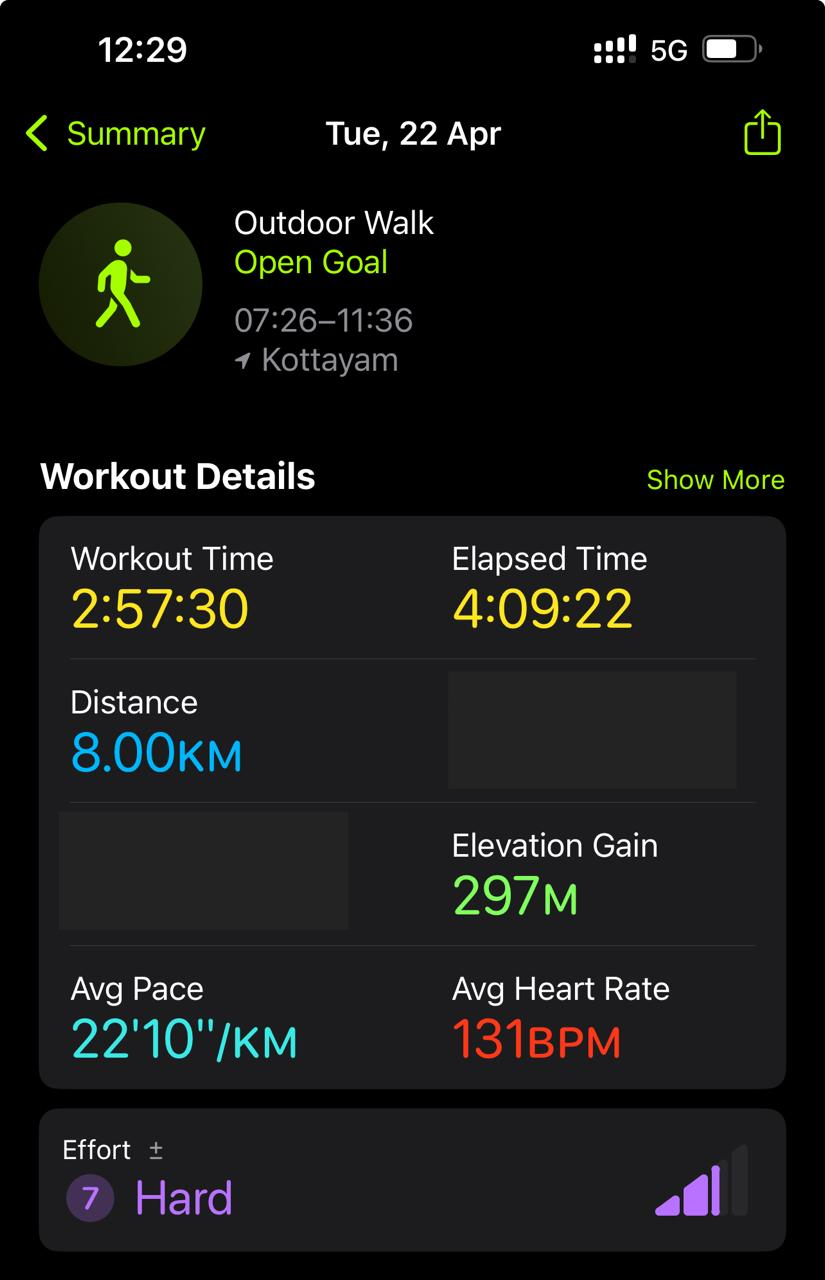 12:29 5G
Summary Tue, 22 Apr
Outdoor Walk
Open Goal
07:26–11:36
Kottayam
Workout Details Show More
Workout Time Elapsed Time
2:57:30 4:09:22
Distance
8.00KM
Elevation Gain
297M
Avg Pace Avg Heart Rate
22'10"/KM 131BPM
Effort ±
7 Hard